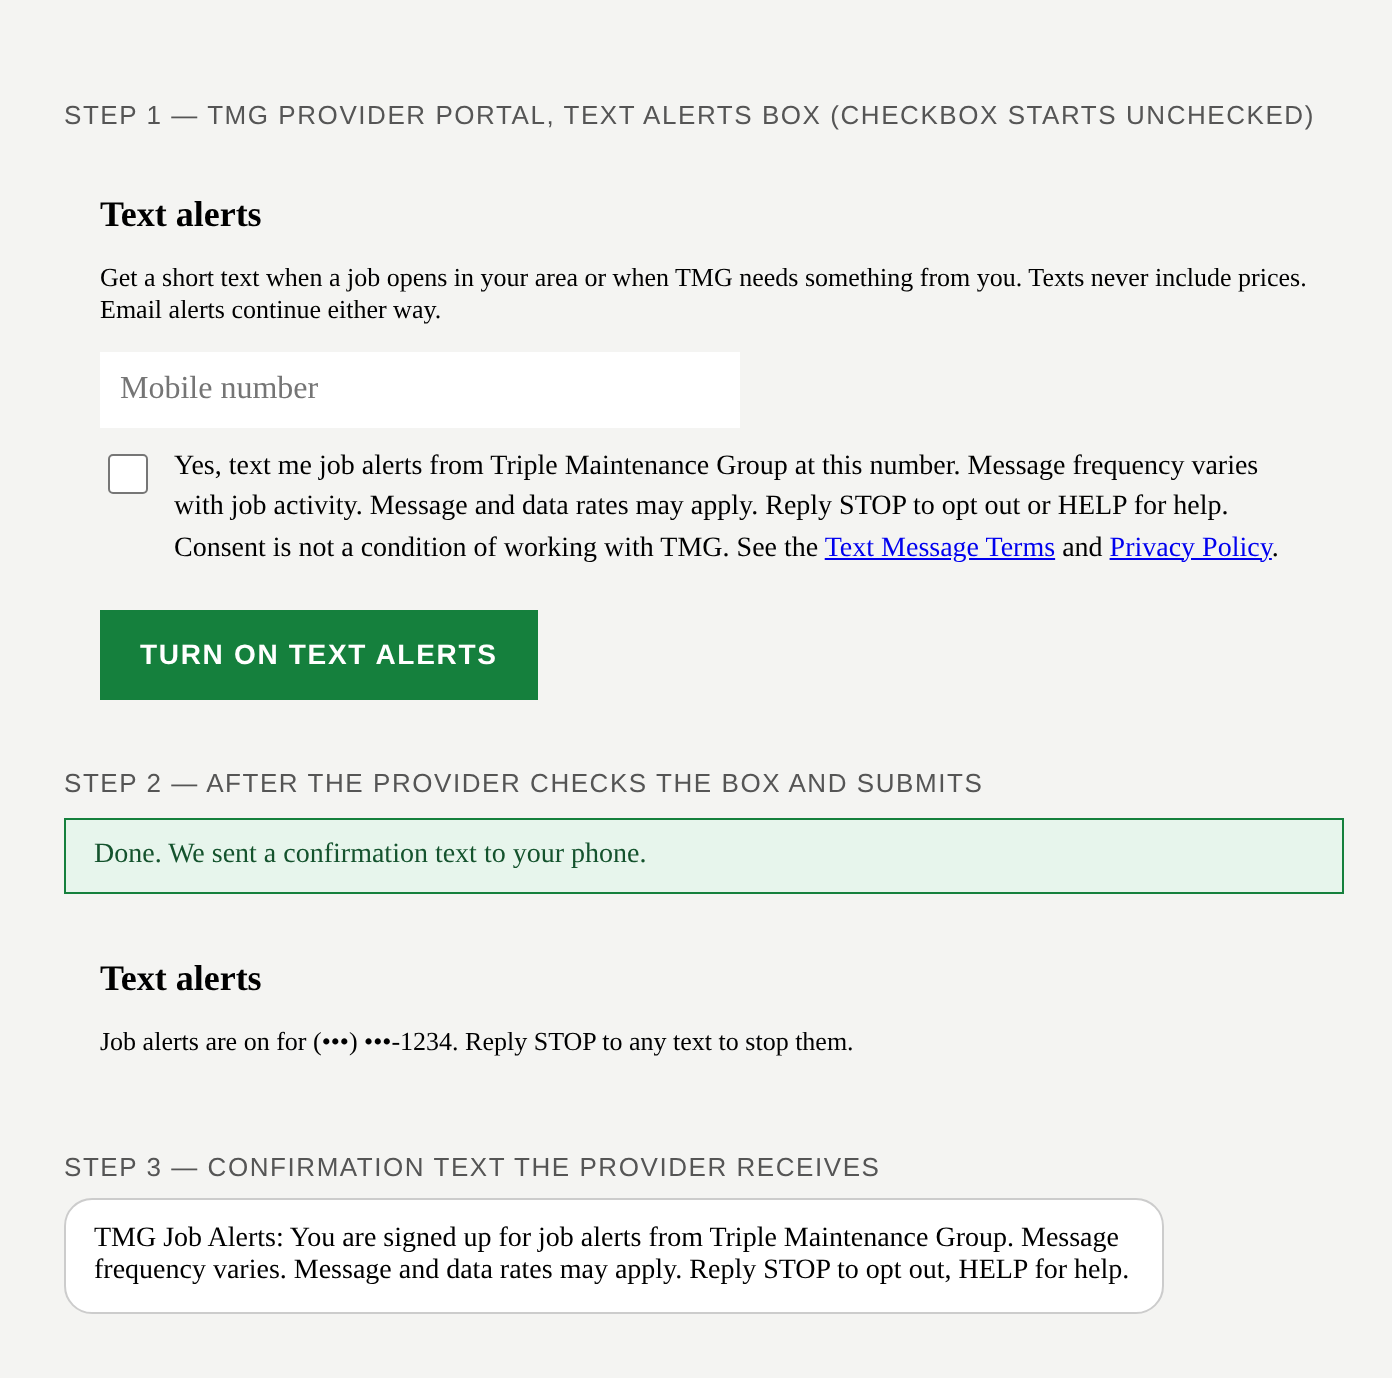 STEP 1 — TMG PROVIDER PORTAL, TEXT ALERTS BOX (CHECKBOX STARTS UNCHECKED)
Text alerts
Get a short text when a job opens in your area or when TMG needs something from you. Texts never include prices.
Email alerts continue either way.
Mobile number
Yes, text me job alerts from Triple Maintenance Group at this number. Message frequency varies
with job activity. Message and data rates may apply. Reply STOP to opt out or HELP for help.
Consent is not a condition of working with TMG. See the Text Message Terms and Privacy Policy.
TURN ON TEXT ALERTS
STEP 2 — AFTER THE PROVIDER CHECKS THE BOX AND SUBMITS
Done. We sent a confirmation text to your phone.
Text alerts
Job alerts are on for (•••) •••-1234. Reply STOP to any text to stop them.
STEP 3 — CONFIRMATION TEXT THE PROVIDER RECEIVES
TMG Job Alerts: You are signed up for job alerts from Triple Maintenance Group. Message
frequency varies. Message and data rates may apply. Reply STOP to opt out, HELP for help.